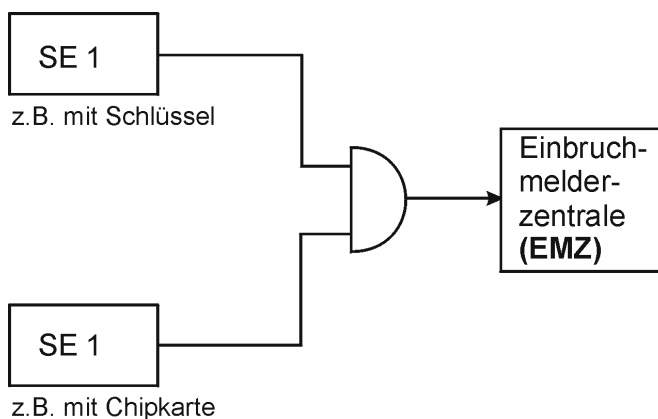 SE 1
z.B. mit Schlüssel
Einbruch-
melder-
zentrale
(EMZ)
SE 1
z.B. mit Chipkarte